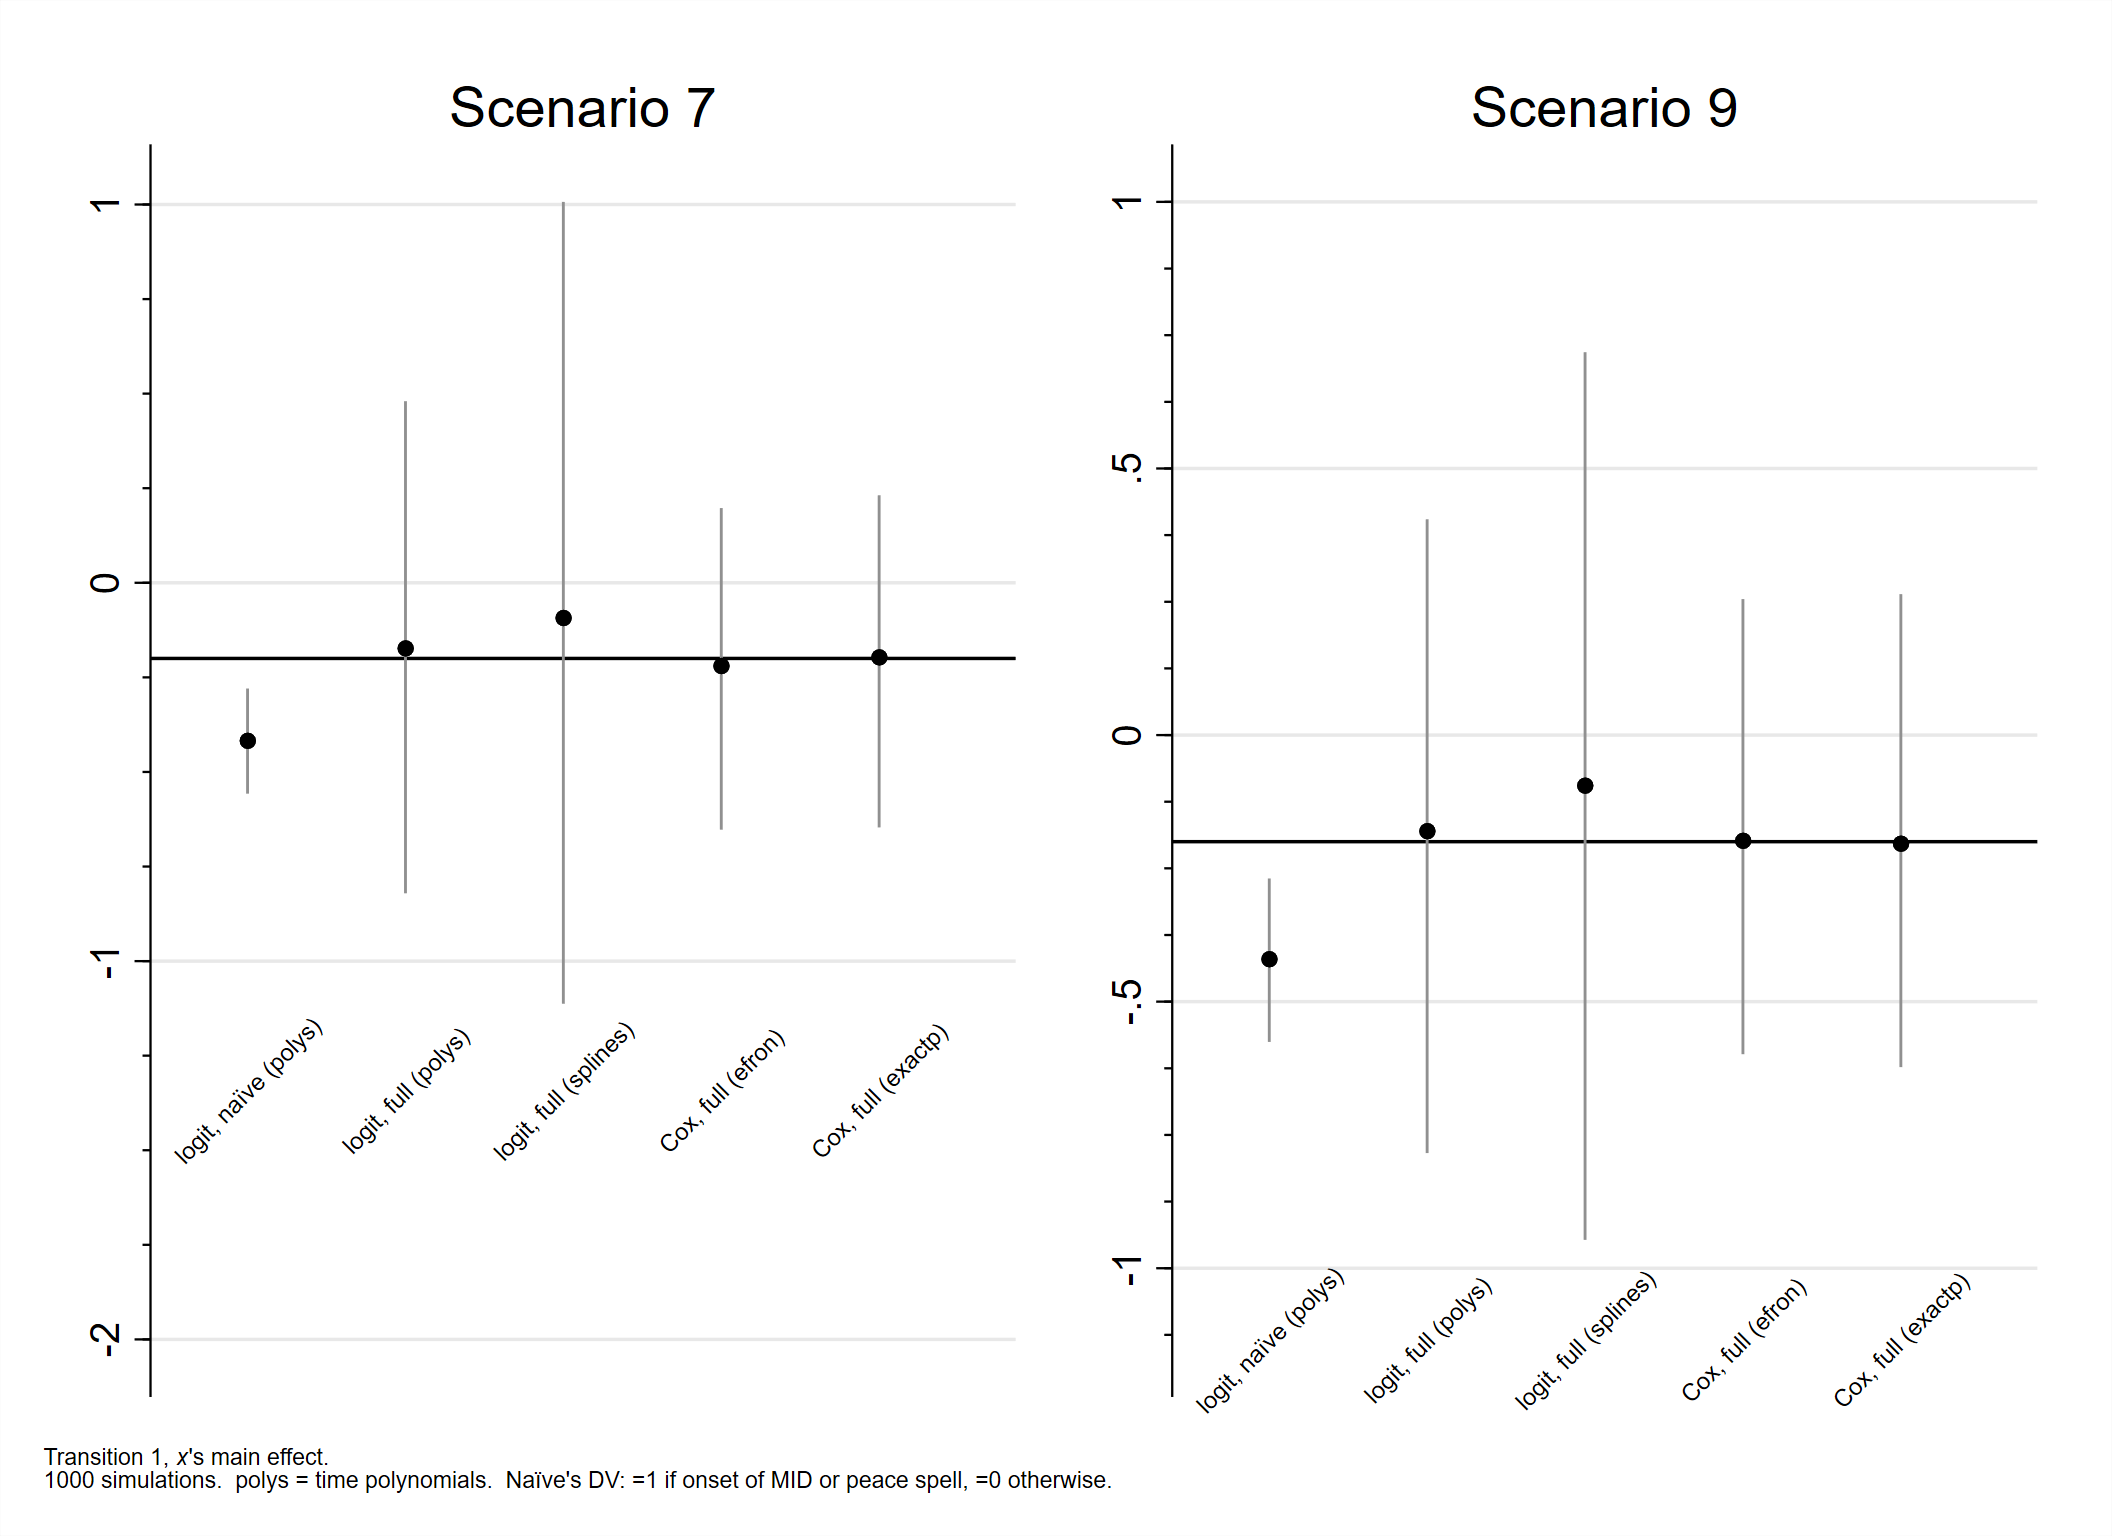 Scenario 7
1
0
-1
-2
logit, naïve (polys)
logit, full (polys)
logit, full (splines)
Cox, full (efron)
Cox, full (exactp)
Scenario 9
1
.5
0
-.5
-1
logit, naïve (polys)
logit, full (polys)
logit, full (splines)
Cox, full (efron)
Cox, full (exactp)
Transition 1, x's main effect.
1000 simulations.  polys = time polynomials.  Naïve's DV: =1 if onset of MID or peace spell, =0 otherwise.